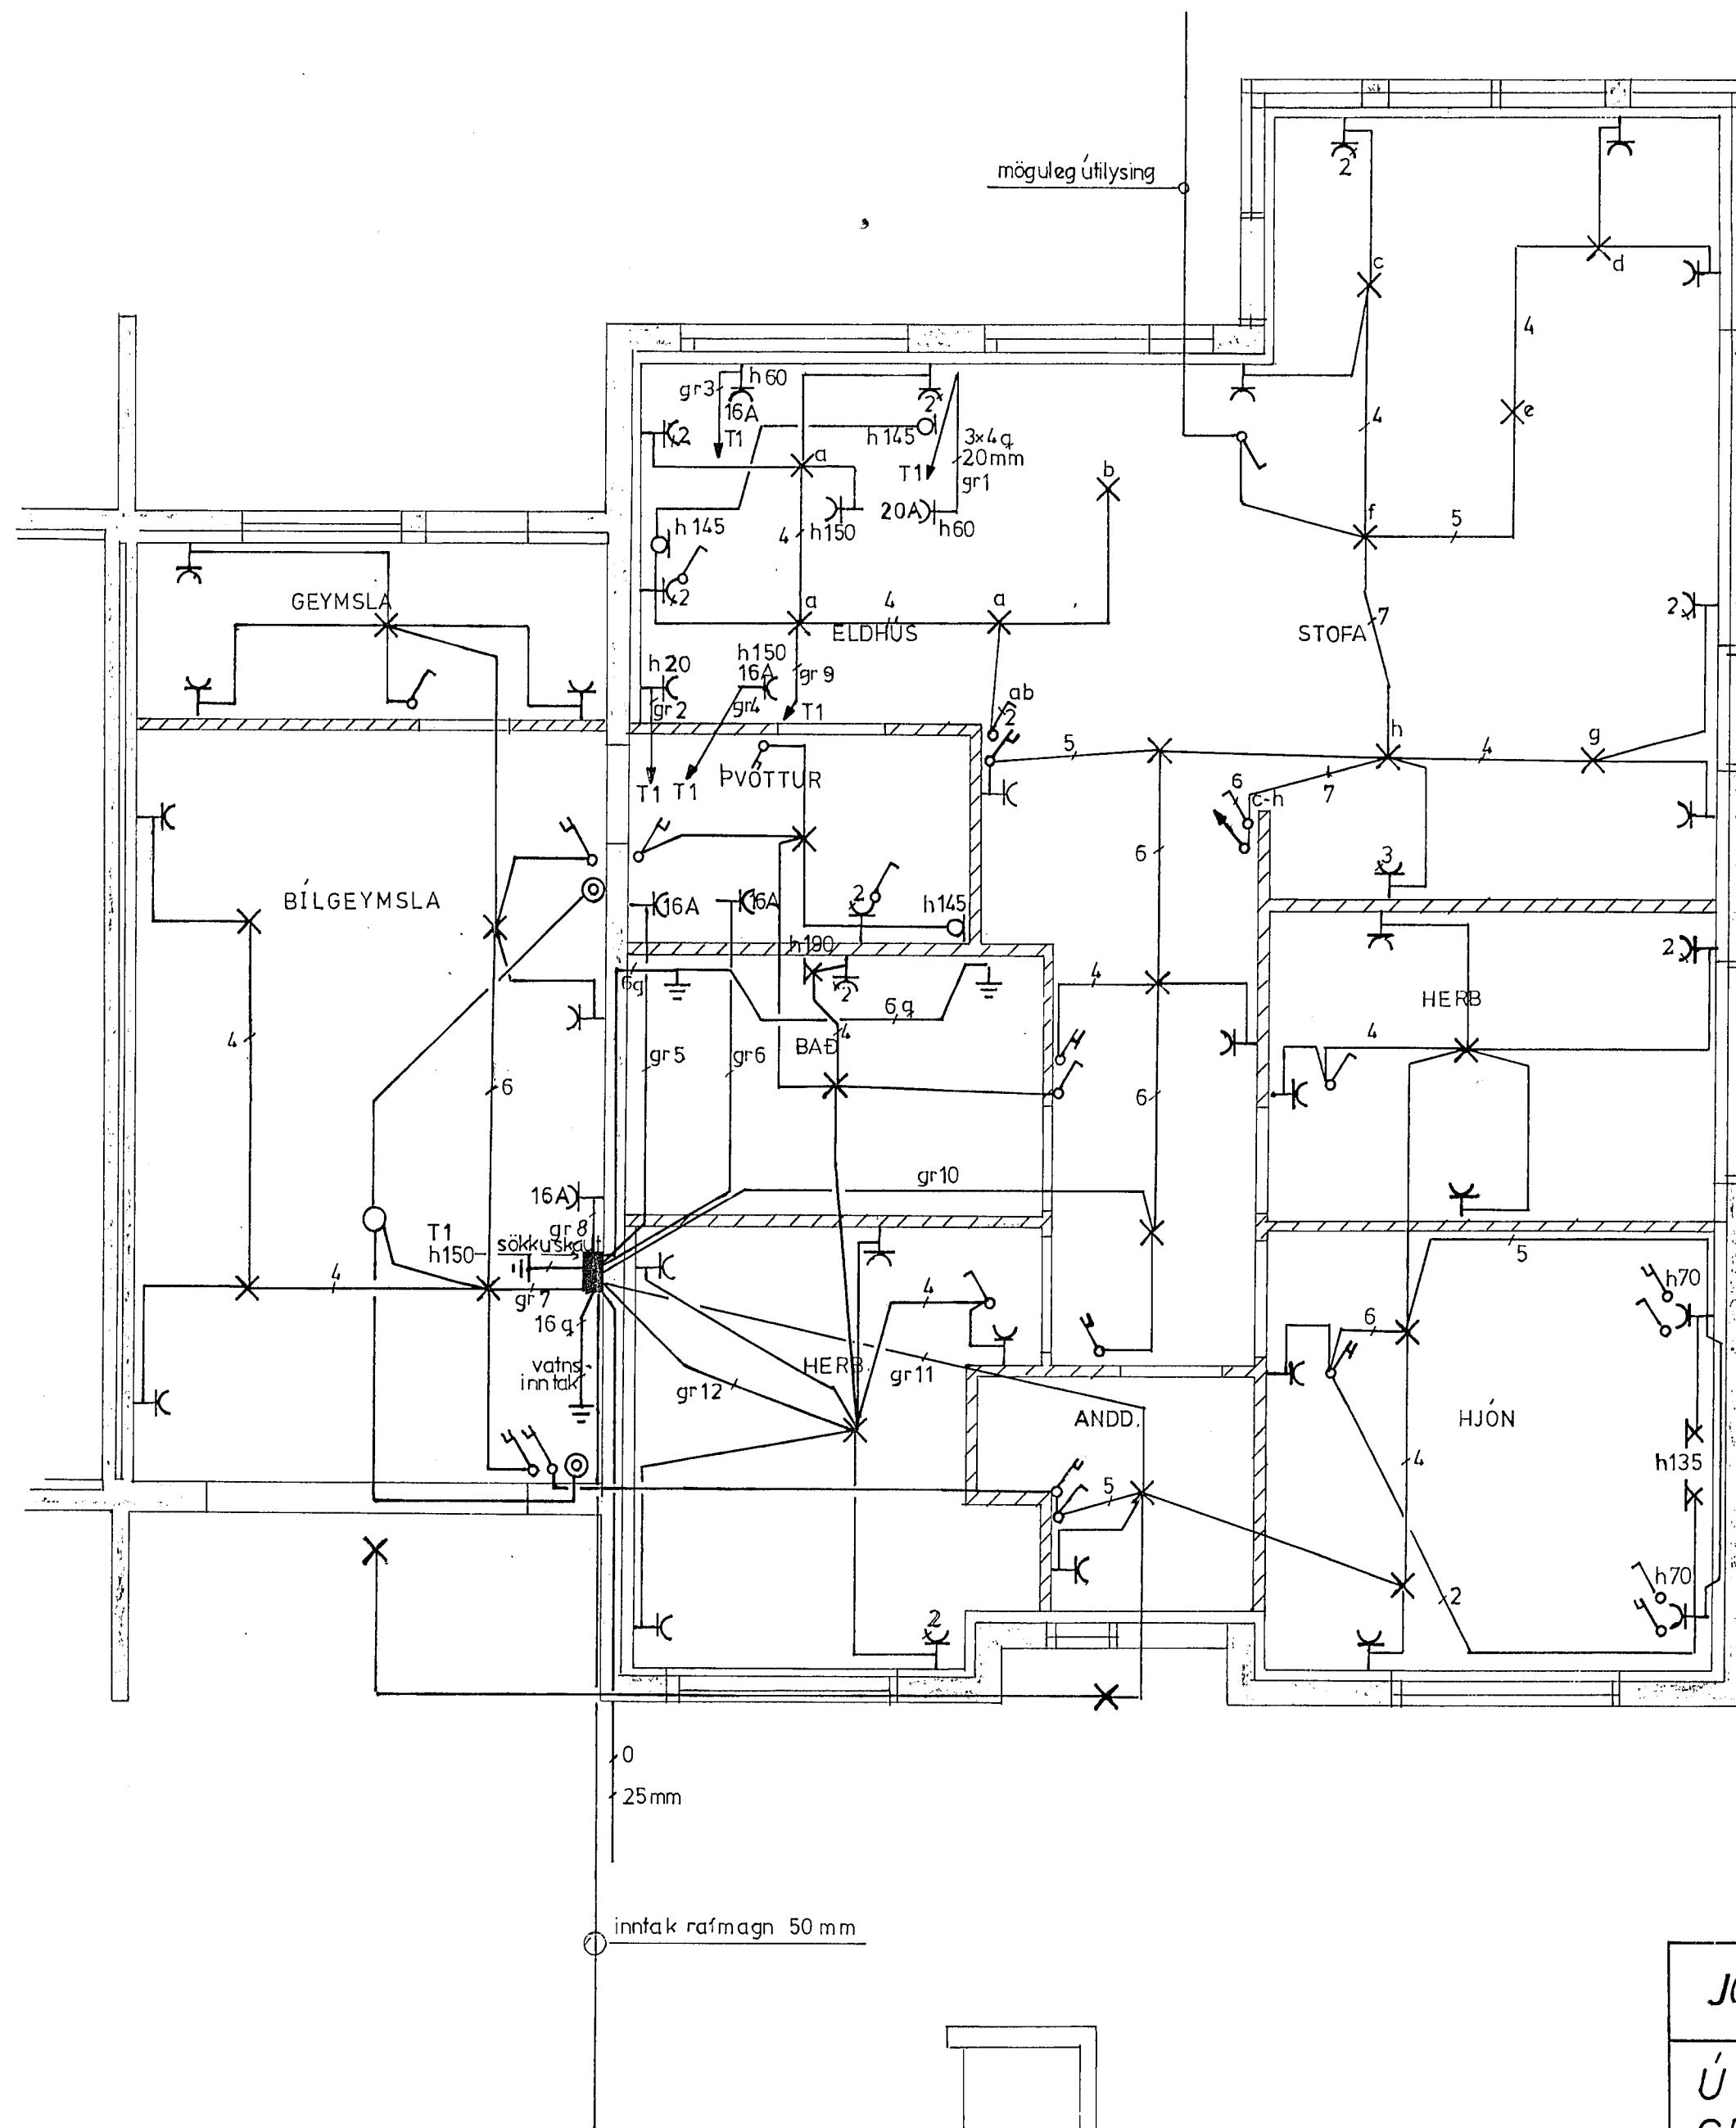 möguleg útilysing
2
c
d
4
e
4
f
5
7
STOFA
2
h
4
g
h60
gr3
16A
T1
2
2
h145
3x4q
20mm
gr1
T1
20A
h60
a
b
h150
4
h145
2
a
4
a
ELDHÚS
h20
gr2
h150
16A
gr4
gr9
T1
ab
2
T1
T1
ÞVOTTUR
5
6
c-h
7
3
GEYMSLA
BÍLGEYMSLA
16A
16A
2
h145
h190
6q
2
6q
4
BAÐ
gr5
gr6
6
4
6
2
HERB
4
4
6
gr10
16A
gr8
T1
h150
sökkuskaut
4
gr7
16q
vatns-
inntak
gr12
HERB.
4
gr11
ANDD.
5
5
h70
6
HJÓN
4
h135
2
h70
2
0
25mm
inntak rafmagn 50mm
Ú